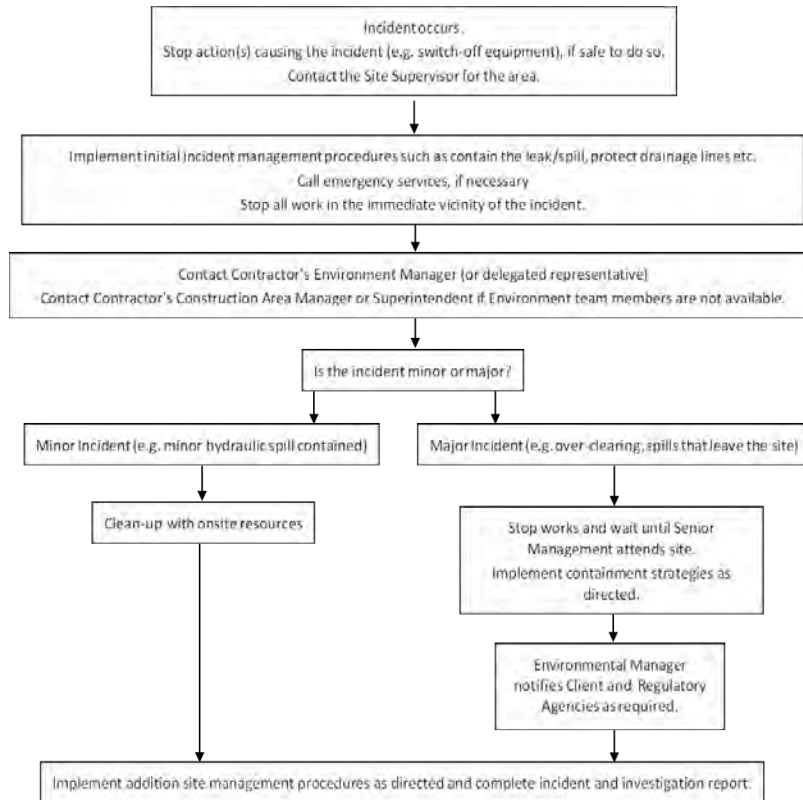 Incident occurs.
Stop action(s) causing the incident (e.g. switch-off equipment), if safe to do so.
Contact the Site Supervisor for the area.
Implement initial incident management procedures such as contain the leak/spill, protect drainage lines etc.
Call emergency services, if necessary
Stop all work in the immediate vicinity of the incident.
Contact Contractor's Environment Manager (or delegated representative)
Contact Contractor's Construction Area Manager or Superintendent if Environment team members are not available.
Is the incident minor or major?
Minor Incident (e.g. minor hydraulic spill contained)
Major Incident (e.g. over-clearing, spills that leave the site)
Clean-up with onsite resources
Stop works and wait until Senior
Management attends site.
Implement containment strategies as
directed.
Environmental Manager
notifies Client and Regulatory
Agencies as required.
Implement addition site management procedures as directed and complete incident and investigation report.